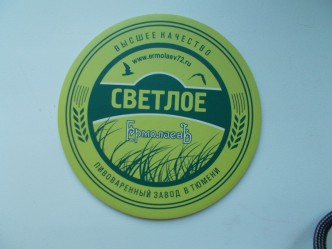 ВЫСШЕЕ КАЧЕСТВО
www.ermolaev72.ru
СВЕТЛОЕ
ЕрмолаевЪ
ПИВОВАРЕННЫЙ ЗАВОД В ТЮМЕНИ